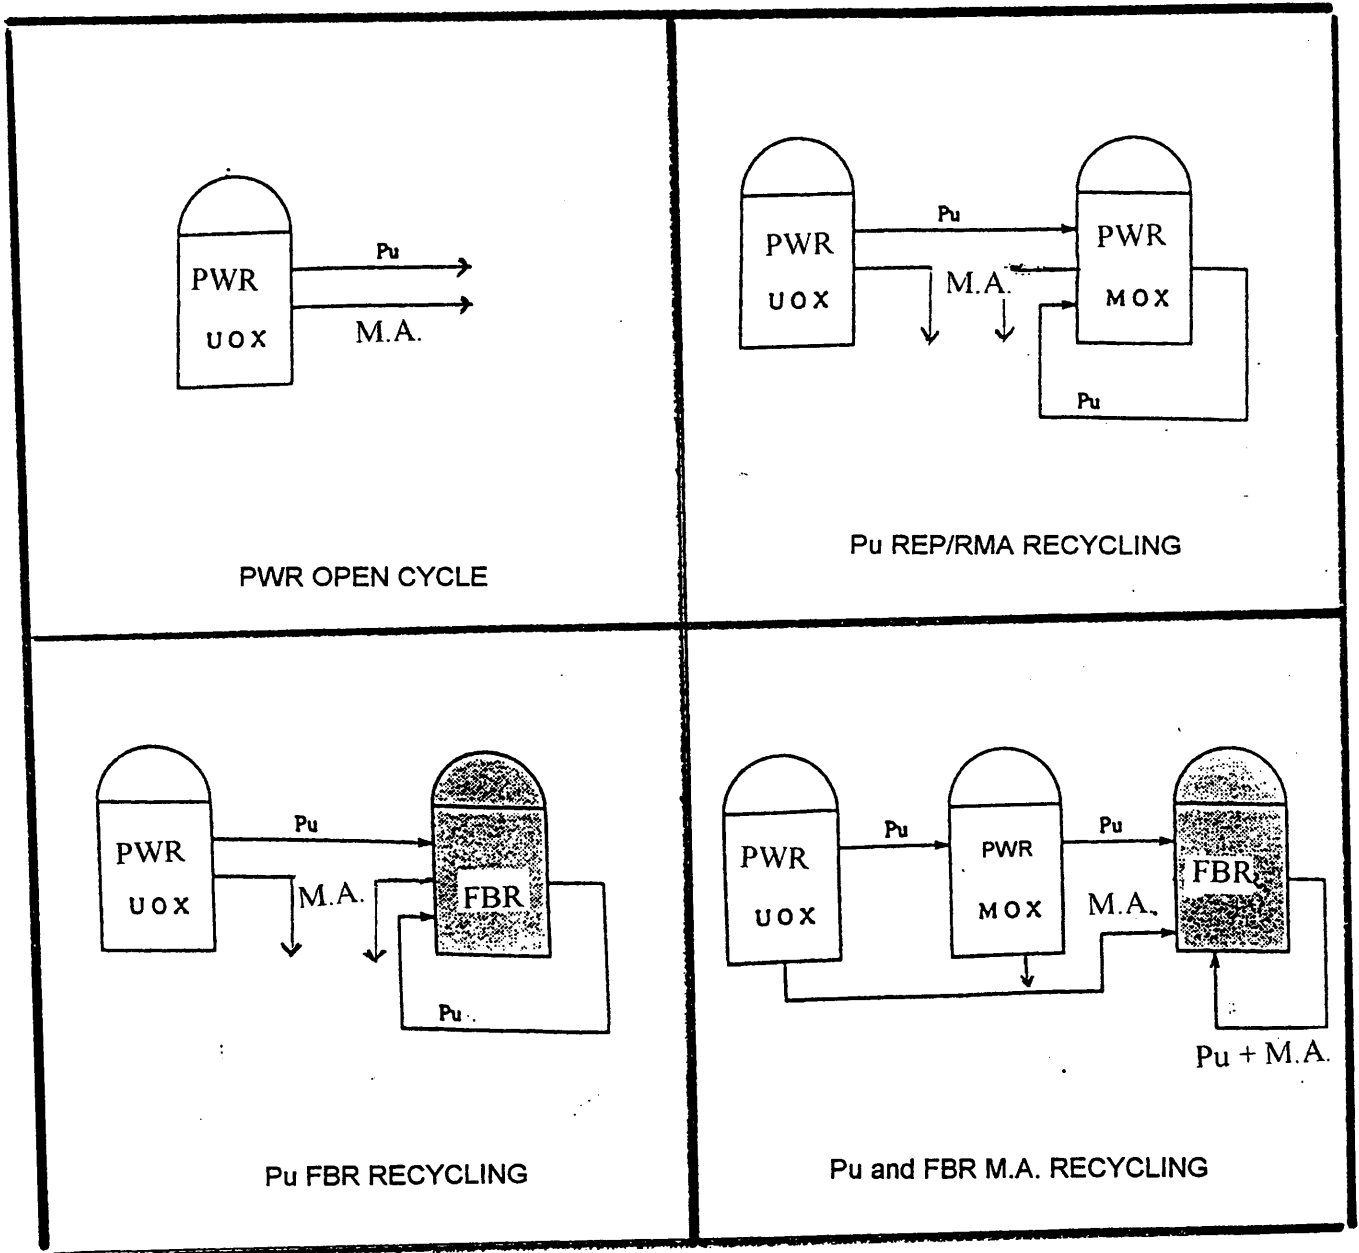 Pu
PWR
UOX
M.A.
PWR OPEN CYCLE
Pu
PWR
PWR
M.A.
UOX
MOX
Pu
Pu REP/RMA RECYCLING
Pu
PWR
M.A.
FBR
UOX
Pu
Pu FBR RECYCLING
Pu
Pu
PWR
PWR
FBR
M.A.
UOX
MOX
Pu + M.A.
Pu and FBR M.A. RECYCLING